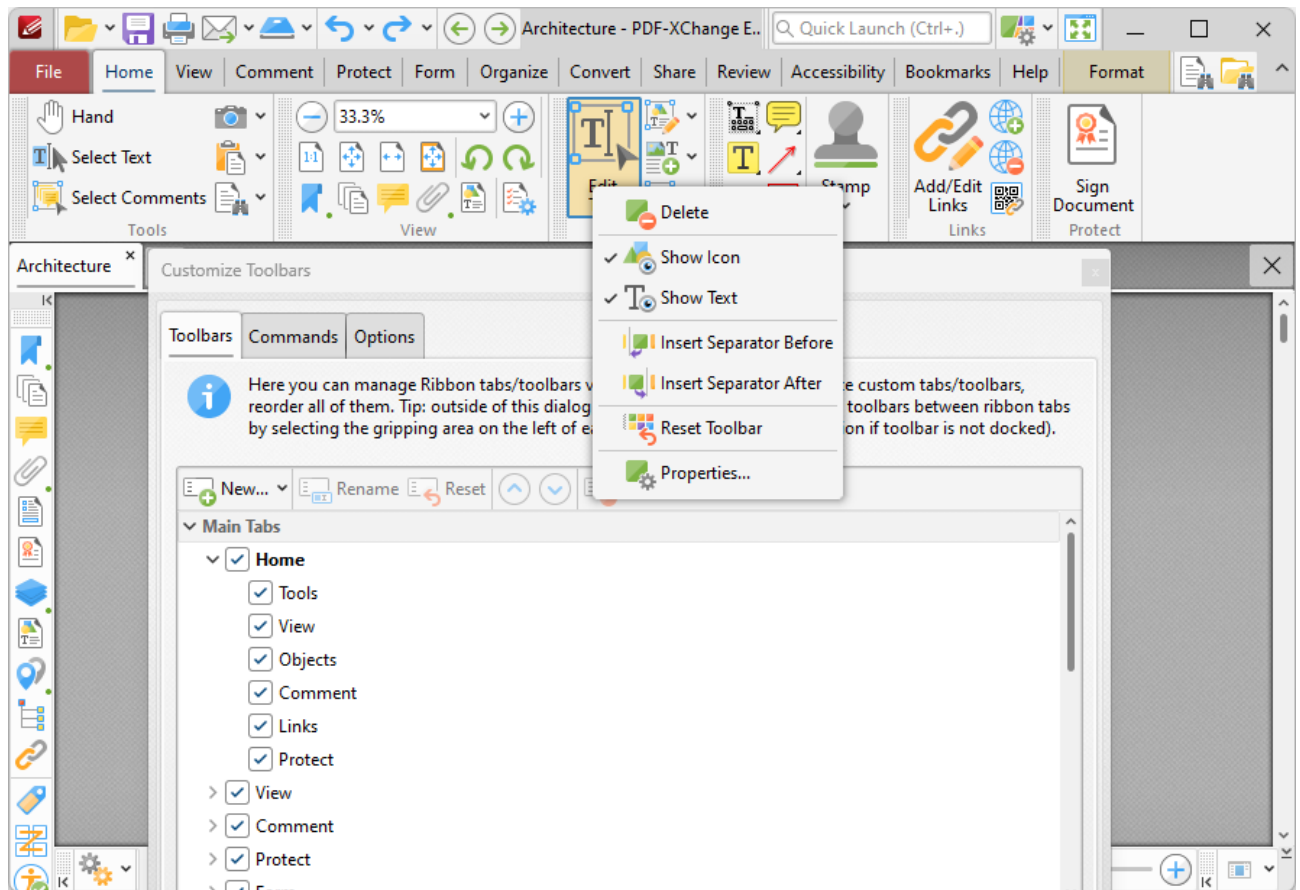 Architecture - PDF-XChange E.. Quick Launch (Ctrl+.)
File Home View Comment Protect Form Organize Convert Share Review Accessibility Bookmarks Help Format
Hand
33.3%
Select Text
Select Comments
Stamp
Add/Edit
Links
Sign
Document
Tools View Links Protect
Architecture
Customize Toolbars
Delete
Show Icon
Show Text
Insert Separator Before
Insert Separator After
Reset Toolbar
Properties...
Toolbars Commands Options
Here you can manage Ribbon tabs/toolbars custom tabs/toolbars,
reorder all of them. Tip: outside of this dialog toolbars between ribbon tabs
by selecting the gripping area on the left of on if toolbar is not docked).
New... Rename Reset
Main Tabs
Home
Tools
View
Objects
Comment
Links
Protect
View
Comment
Protect